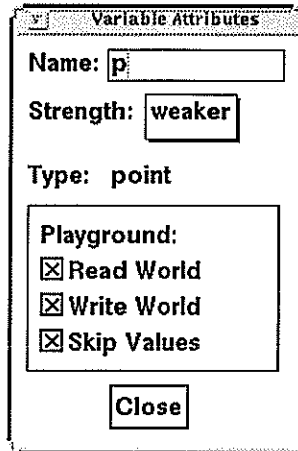 Variable Attributes
Name: p
Strength: weaker
Type: point
Playground:
Read World
Write World
Skip Values
Close